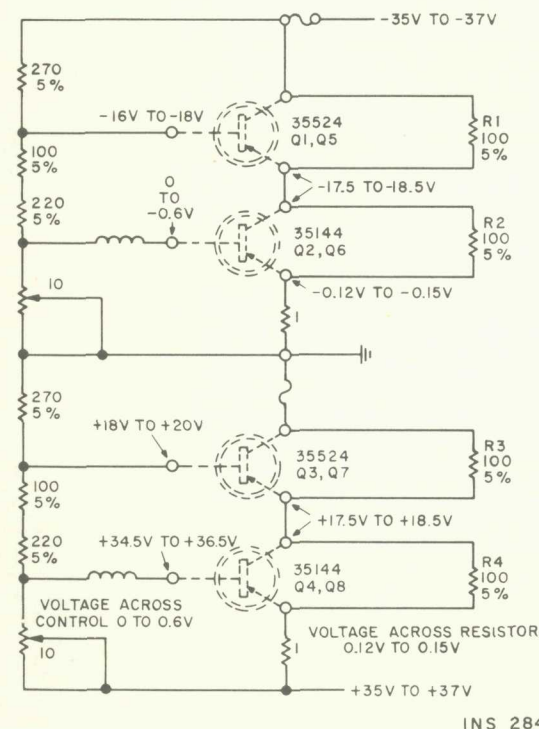 -35V TO -37V
270
5%
-16V TO -18V
35524
Q1,Q5
R1
100
5%
100
5%
-17.5 TO -18.5V
220
5%
0
TO
-0.6V
35144
Q2,Q6
R2
100
5%
-0.12V TO -0.15V
10
1
270
5%
+18V TO +20V
35524
Q3,Q7
R3
100
5%
100
5%
+17.5V TO +18.5V
220
5%
+34.5V TO +36.5V
35144
Q4,Q8
R4
100
5%
VOLTAGE ACROSS
CONTROL 0 TO 0.6V
VOLTAGE ACROSS RESISTOR
0.12V TO 0.15V
10
1
+35V TO +37V
INS 284